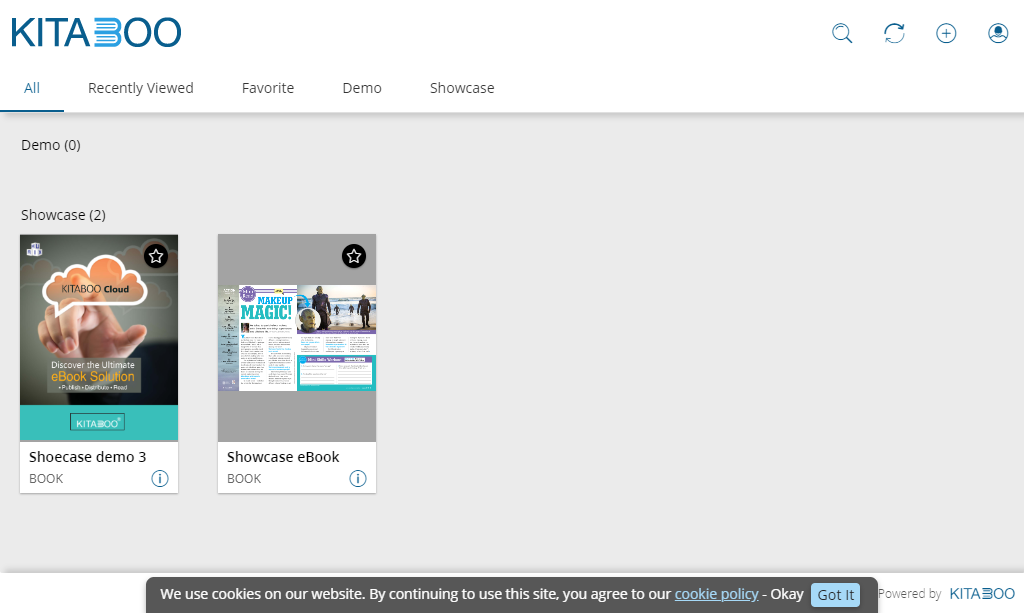 KITABOO
All Recently Viewed Favorite Demo Showcase
Demo (0)
Showcase (2)
KITABOO Cloud
Discover the Ultimate
eBook Solution
• Publish • Distribute • Read
KITABOO®
MAKEUP
MAGIC!
Shoecase demo 3
BOOK
Showcase eBook
BOOK
We use cookies on our website. By continuing to use this site, you agree to our cookie policy - Okay Got It
Powered by KITABOO